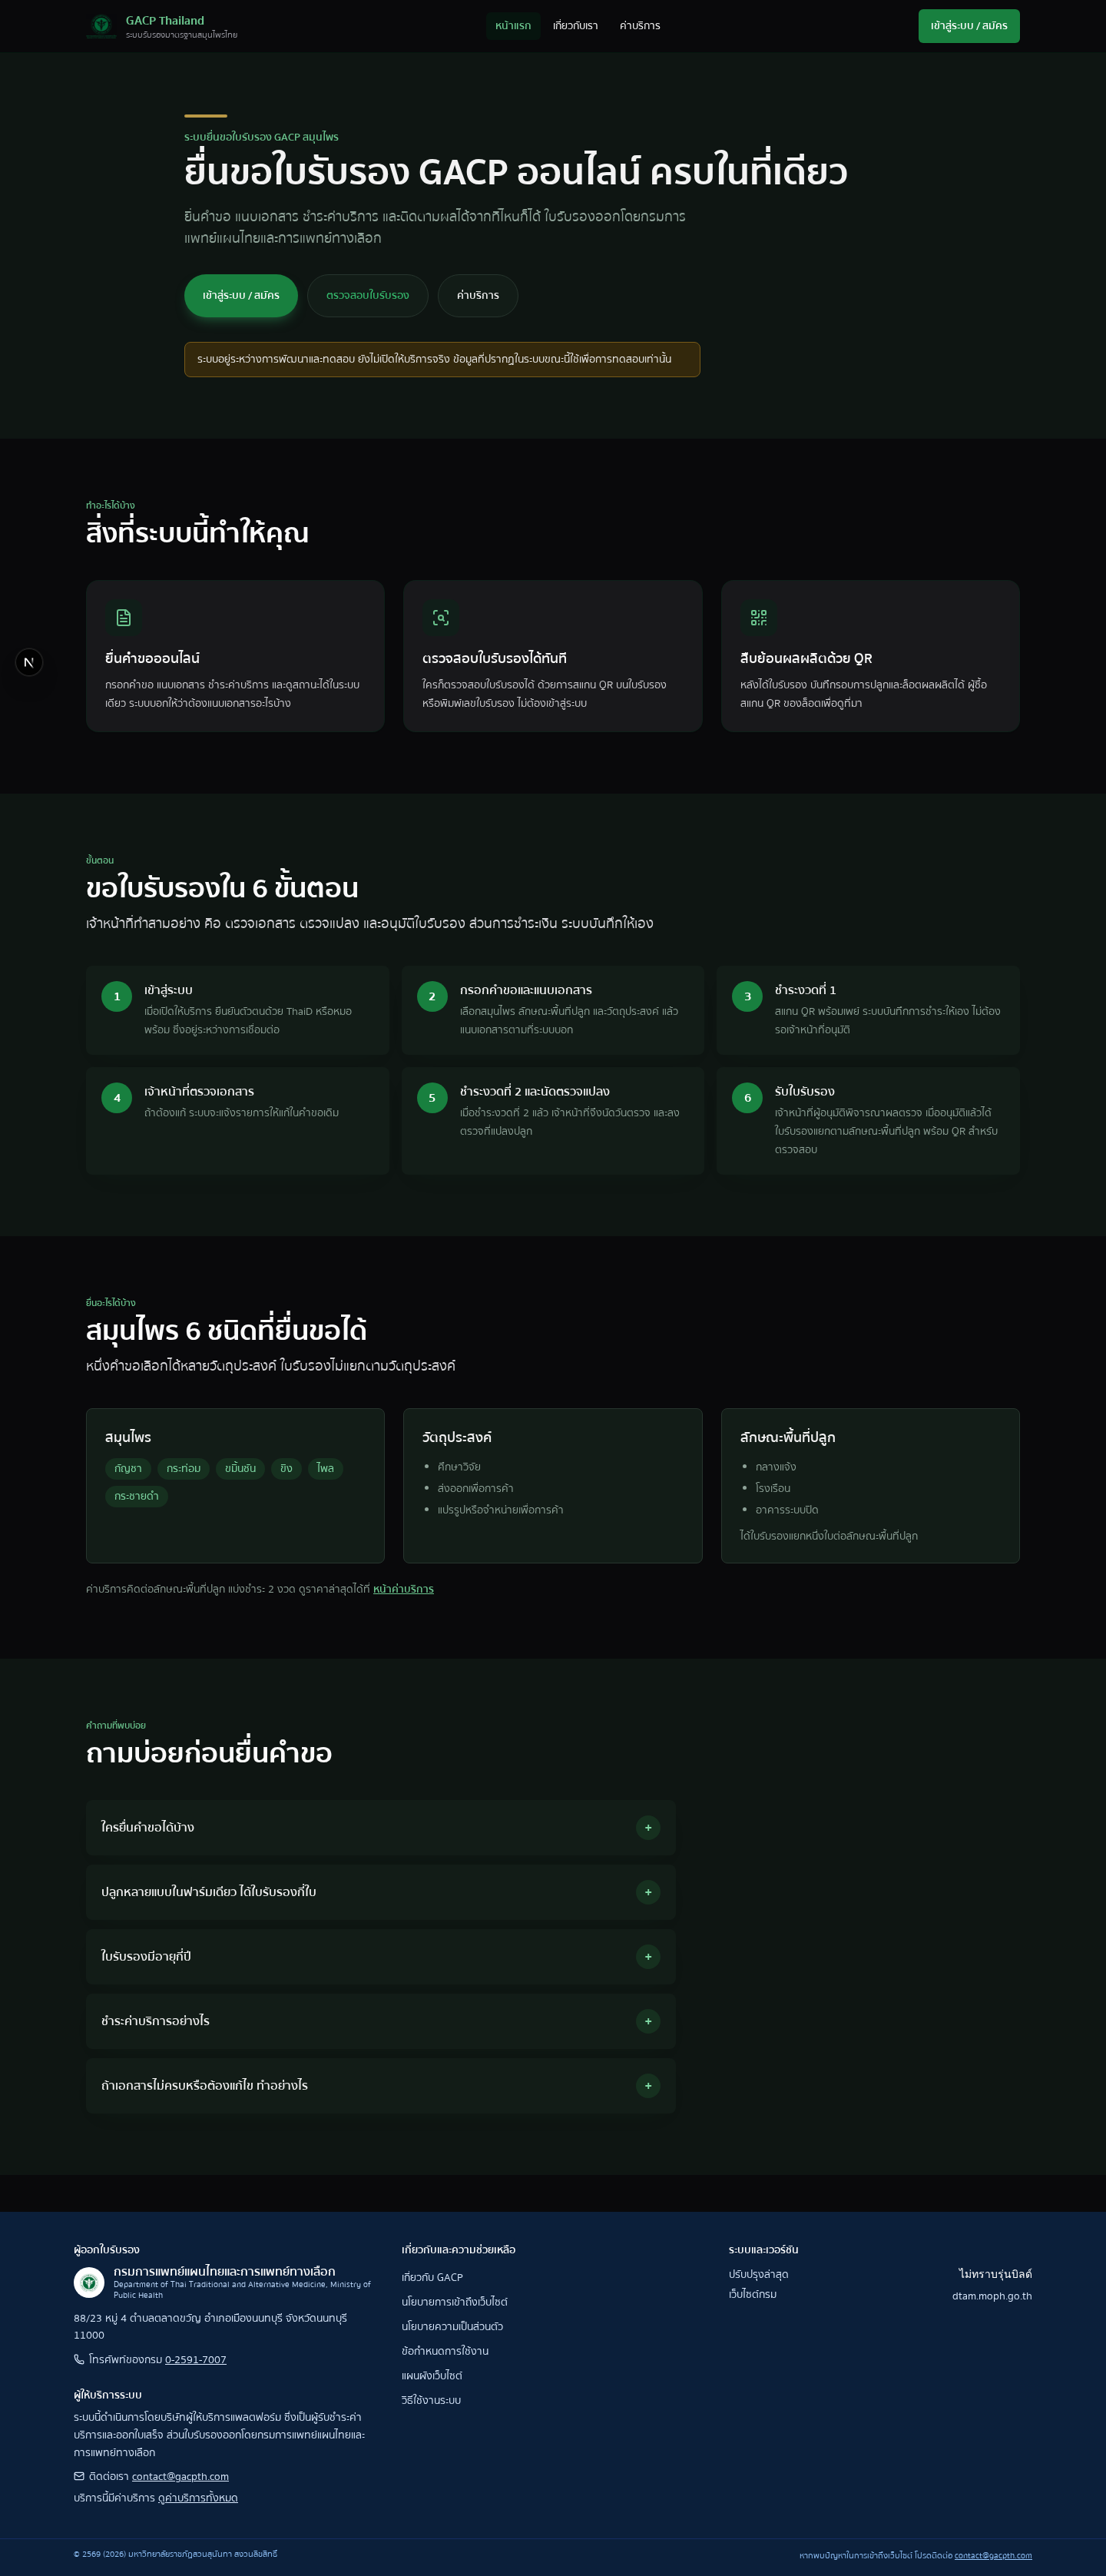 GACP Thailand
ระบบรับรองมาตรฐานสมุนไพรไทย
หน้าแรก
เกี่ยวกับเรา
ค่าบริการ
เข้าสู่ระบบ / สมัคร
ระบบยื่นขอใบรับรอง GACP สมุนไพร
ยื่นขอใบรับรอง GACP ออนไลน์ ครบในที่เดียว
ยื่นคำขอ แนบเอกสาร ชำระค่าบริการ และติดตามผลได้จากที่ไหนก็ได้ ใบรับรองออกโดยกรมการ
แพทย์แผนไทยและการแพทย์ทางเลือก
เข้าสู่ระบบ / สมัคร
ตรวจสอบใบรับรอง
ค่าบริการ
ระบบอยู่ระหว่างการพัฒนาและทดสอบ ยังไม่เปิดให้บริการจริง ข้อมูลที่ปรากฏในระบบขณะนี้ใช้เพื่อการทดสอบเท่านั้น
ทำอะไรได้บ้าง
สิ่งที่ระบบนี้ทำให้คุณ
ยื่นคำขอออนไลน์
กรอกคำขอ แนบเอกสาร ชำระค่าบริการ และดูสถานะได้ในระบบ
เดียว ระบบบอกให้ว่าต้องแนบเอกสารอะไรบ้าง
ตรวจสอบใบรับรองได้ทันที
ใครก็ตรวจสอบใบรับรองได้ ด้วยการสแกน QR บนใบรับรอง
หรือพิมพ์เลขใบรับรอง ไม่ต้องเข้าสู่ระบบ
สืบย้อนผลผลิตด้วย QR
หลังได้ใบรับรอง บันทึกรอบการปลูกและล็อตผลผลิตได้ ผู้ซื้อ
สแกน QR ของล็อตเพื่อดูที่มา
ขั้นตอน
ขอใบรับรองใน 6 ขั้นตอน
เจ้าหน้าที่ทำสามอย่าง คือ ตรวจเอกสาร ตรวจแปลง และอนุมัติใบรับรอง ส่วนการชำระเงิน ระบบบันทึกให้เอง
1
เข้าสู่ระบบ
เมื่อเปิดให้บริการ ยืนยันตัวตนด้วย ThaiD หรือหมอ
พร้อม ซึ่งอยู่ระหว่างการเชื่อมต่อ
2
กรอกคำขอและแนบเอกสาร
เลือกสมุนไพร ลักษณะพื้นที่ปลูก และวัตถุประสงค์ แล้ว
แนบเอกสารตามที่ระบบบอก
3
ชำระงวดที่ 1
สแกน QR พร้อมเพย์ ระบบบันทึกการชำระให้เอง ไม่ต้อง
รอเจ้าหน้าที่อนุมัติ
4
เจ้าหน้าที่ตรวจเอกสาร
ถ้าต้องแก้ ระบบจะแจ้งรายการให้แก้ในคำขอเดิม
5
ชำระงวดที่ 2 และนัดตรวจแปลง
เมื่อชำระงวดที่ 2 แล้ว เจ้าหน้าที่จึงนัดวันตรวจ และลง
ตรวจที่แปลงปลูก
6
รับใบรับรอง
เจ้าหน้าที่ผู้อนุมัติพิจารณาผลตรวจ เมื่ออนุมัติแล้วได้
ใบรับรองแยกตามลักษณะพื้นที่ปลูก พร้อม QR สำหรับ
ตรวจสอบ
ยื่นอะไรได้บ้าง
สมุนไพร 6 ชนิดที่ยื่นขอได้
หนึ่งคำขอเลือกได้หลายวัตถุประสงค์ ใบรับรองไม่แยกตามวัตถุประสงค์
สมุนไพร
กัญชา
กระท่อม
ขมิ้นชัน
ขิง
ไพล
กระชายดำ
วัตถุประสงค์
ศึกษาวิจัย
ส่งออกเพื่อการค้า
แปรรูปหรือจำหน่ายเพื่อการค้า
ลักษณะพื้นที่ปลูก
กลางแจ้ง
โรงเรือน
อาคารระบบปิด
ได้ใบรับรองแยกหนึ่งใบต่อลักษณะพื้นที่ปลูก
ค่าบริการคิดต่อลักษณะพื้นที่ปลูก แบ่งชำระ 2 งวด ดูราคาล่าสุดได้ที่ หน้าค่าบริการ
คำถามที่พบบ่อย
ถามบ่อยก่อนยื่นคำขอ
ใครยื่นคำขอได้บ้าง
+
ปลูกหลายแบบในฟาร์มเดียว ได้ใบรับรองกี่ใบ
+
ใบรับรองมีอายุกี่ปี
+
ชำระค่าบริการอย่างไร
+
ถ้าเอกสารไม่ครบหรือต้องแก้ไข ทำอย่างไร
+
ผู้ออกใบรับรอง
กรมการแพทย์แผนไทยและการแพทย์ทางเลือก
Department of Thai Traditional and Alternative Medicine, Ministry of
Public Health
88/23 หมู่ 4 ตำบลตลาดขวัญ อำเภอเมืองนนทบุรี จังหวัดนนทบุรี
11000
โทรศัพท์ของกรม 0-2591-7007
ผู้ให้บริการระบบ
ระบบนี้ดำเนินการโดยบริษัทผู้ให้บริการแพลตฟอร์ม ซึ่งเป็นผู้รับชำระค่า
บริการและออกใบเสร็จ ส่วนใบรับรองออกโดยกรมการแพทย์แผนไทยและ
การแพทย์ทางเลือก
ติดต่อเรา contact@gacpth.com
บริการนี้มีค่าบริการ ดูค่าบริการทั้งหมด
เกี่ยวกับและความช่วยเหลือ
เกี่ยวกับ GACP
นโยบายการเข้าถึงเว็บไซต์
นโยบายความเป็นส่วนตัว
ข้อกำหนดการใช้งาน
แผนผังเว็บไซต์
วิธีใช้งานระบบ
ระบบและเวอร์ชัน
ปรับปรุงล่าสุด
ไม่ทราบรุ่นบิลด์
เว็บไซต์กรม
dtam.moph.go.th
© 2569 (2026) มหาวิทยาลัยราชภัฏสวนสุนันทา สงวนลิขสิทธิ์
หากพบปัญหาในการเข้าถึงเว็บไซต์ โปรดติดต่อ contact@gacpth.com